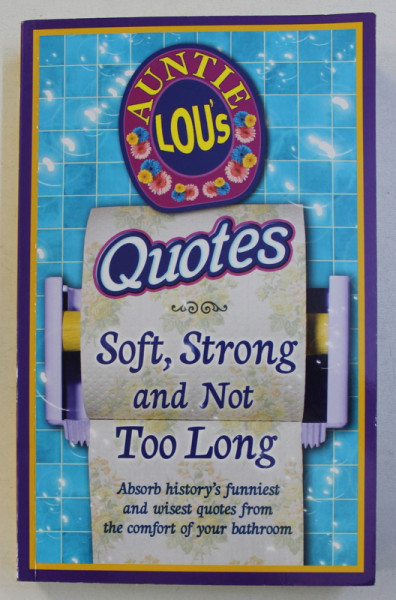 AUNTIE
LOU's
Quotes
Soft, Strong
and Not
Too Long
Absorb history's funniest
and wisest quotes from
the comfort of your bathroom